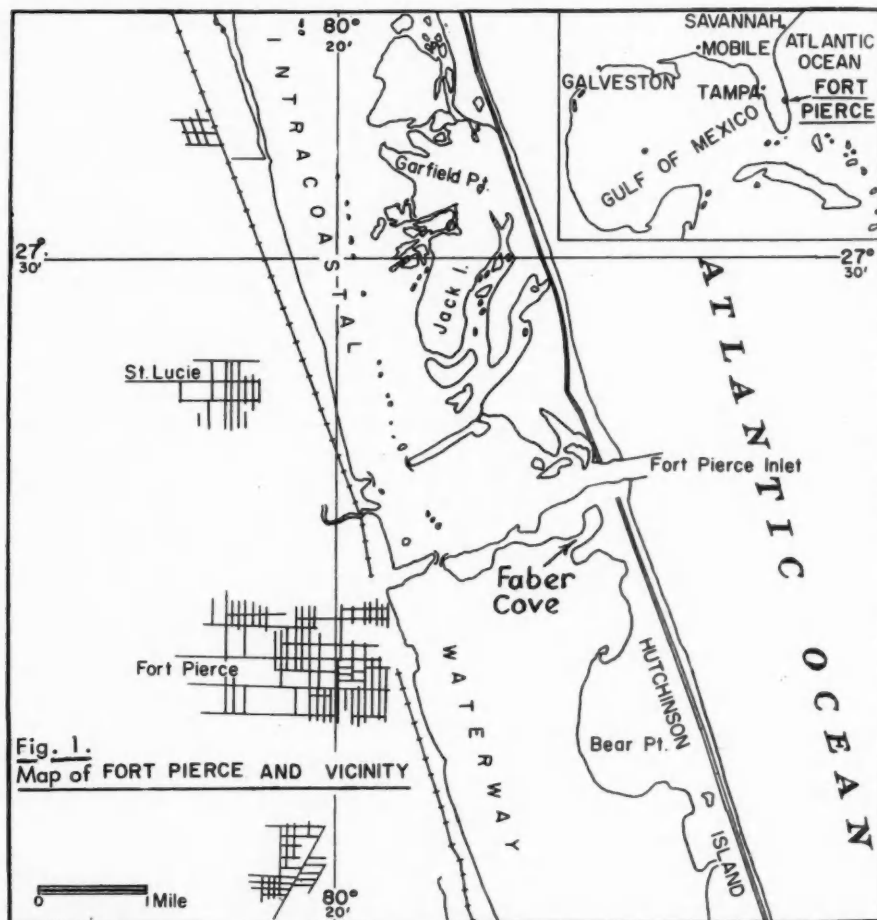 80°
20'
SAVANNAH
MOBILE
ATLANTIC
OCEAN
GALVESTON
TAMPA
FORT
PIERCE
GULF OF MEXICO
INTRACOAS-TAL
Garfield Pt.
27°
30'
27°
30'
Jack I.
ATLANTIC OCEAN
St. Lucie
Fort Pierce Inlet
Faber
Cove
Fort Pierce
WATERWAY
HUTCHINSON
ISLAND
Bear Pt.
Fig. 1.
Map of FORT PIERCE AND VICINITY
0 1 Mile
80°
20'